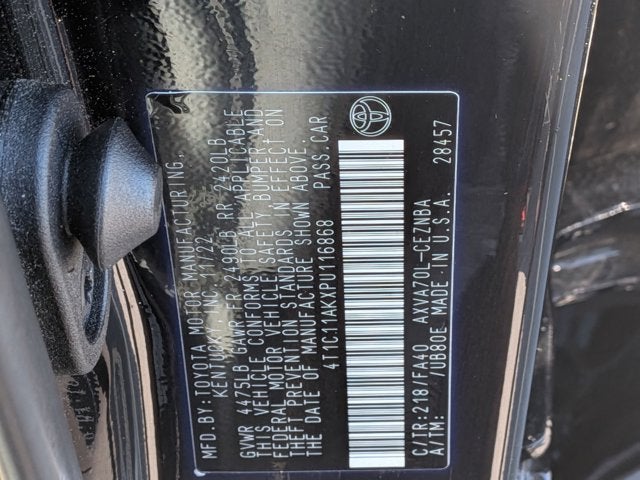 MFD. BY: TOYOTA MOTOR MANUFACTURING,
KENTUCKY, INC. 11/22
GVWR 4475LB GAWR FR 2490LB RR 2420LB
THIS VEHICLE CONFORMS TO ALL APPLICABLE
FEDERAL MOTOR VEHICLE SAFETY, BUMPER, AND
THEFT PREVENTION STANDARDS IN EFFECT ON
THE DATE OF MANUFACTURE SHOWN ABOVE.
4T1C11AKXPU116868 PASS. CAR
C/TR: 218/FA40 AXVA70L-CEZNBA
A/TM: /UB80E MADE IN U.S.A. 28457